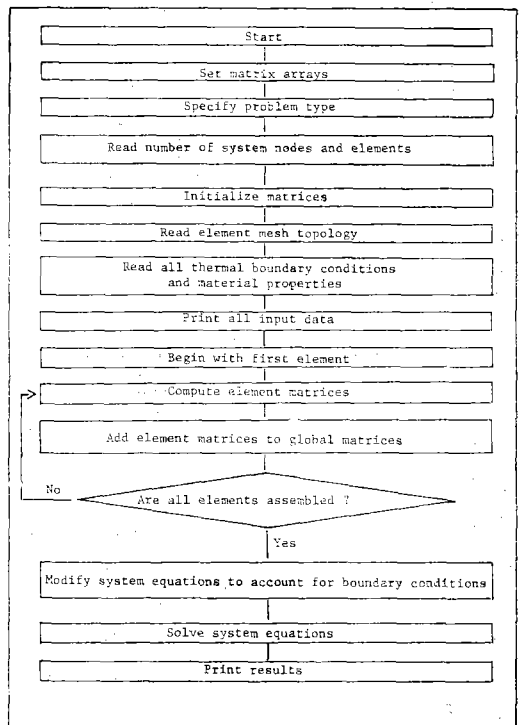 Start
Set matrix arrays
Specify problem type
Read number of system nodes and elements
Initialize matrices
Read element mesh topology
Read all thermal boundary conditions
and material properties
Print all input data
Begin with first element
Compute element matrices
Add element matrices to global matrices
No
Are all elements assembled ?
Yes
Modify system equations to account for boundary conditions
Solve system equations
Print results